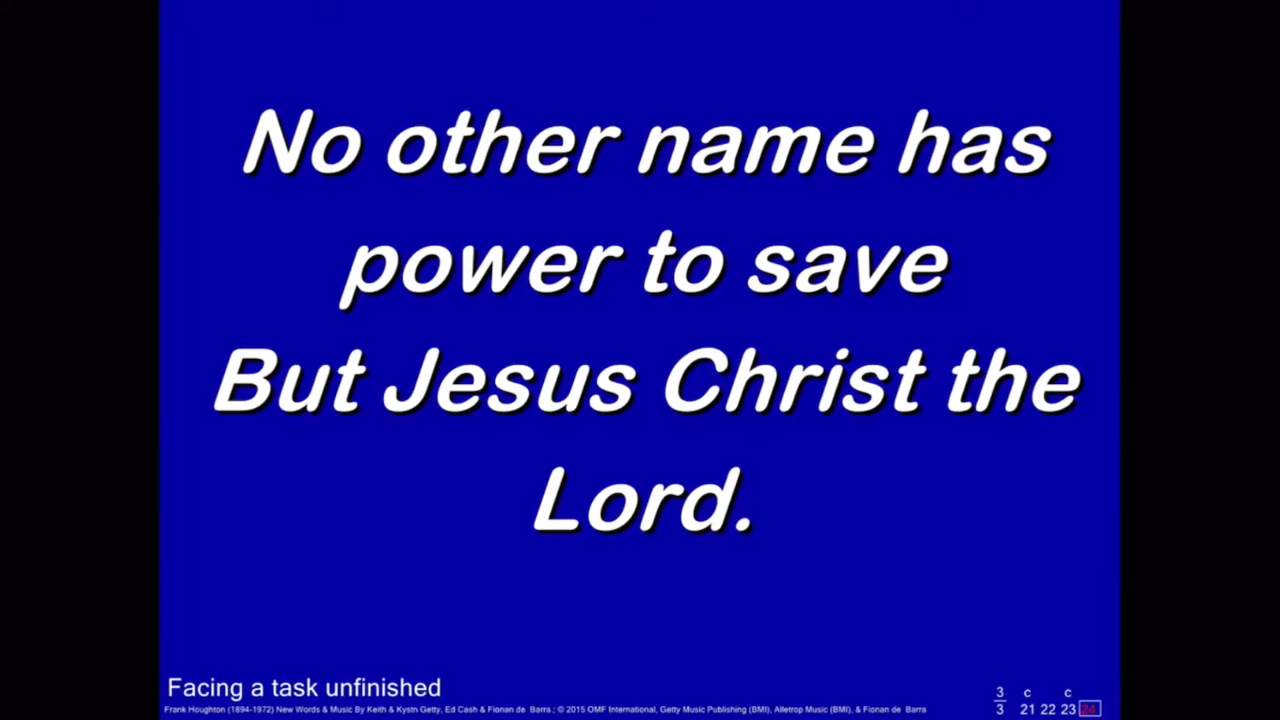 No other name has
power to save
But Jesus Christ the
Lord.
Facing a task unfinished
Frank Houghton (1894-1972) New Words & Music By Keith & Kystn Getty, Ed Cash & Fionan de Barra ; © 2015 OMF International, Getty Music Publishing (BMI), Alletrop Music (BMI), & Fionan de Barra
3 c c
3 21 22 23 24